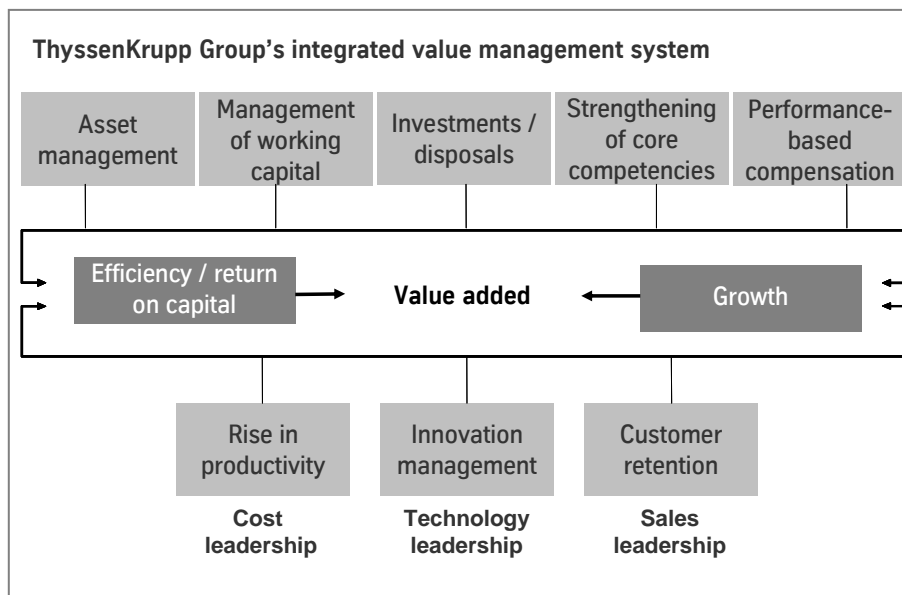 ThyssenKrupp Group's integrated value management system
Asset
management
Management
of working
capital
Investments /
disposals
Strengthening
of core
competencies
Performance-
based
compensation
Efficiency / return
on capital
Value added
Growth
Rise in
productivity
Innovation
management
Customer
retention
Cost
leadership
Technology
leadership
Sales
leadership